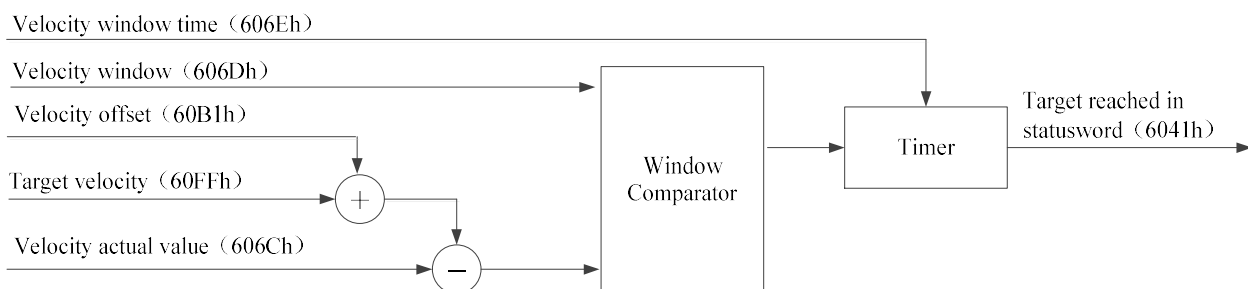 Velocity window time（606Eh）
Velocity window（606Dh）
Velocity offset（60B1h）
Target velocity（60FFh）
Velocity actual value（606Ch）
+
−
Window
Comparator
Timer
Target reached in
statusword（6041h）